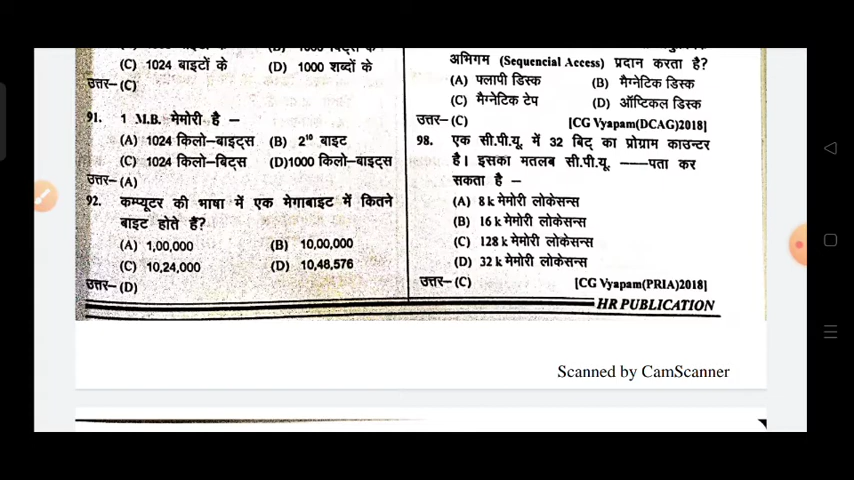 (C) 1024 बाइटों के (D) 1000 शब्दों के
उत्तर– (C)
91. 1 M.B. मेमोरी है –
(A) 1024 किलो–बाइट्स (B) 2¹⁰ बाइट
(C) 1024 किलो–बिट्स (D)1000 किलो–बाइट्स
उत्तर– (A)
92. कम्प्यूटर की भाषा में एक मेगाबाइट में कितने
बाइट होते हैं?
(A) 1,00,000 (B) 10,00,000
(C) 10,24,000 (D) 10,48,576
उत्तर– (D)
अभिगम (Sequencial Access) प्रदान करता है?
(A) फ्लापी डिस्क (B) मैग्नेटिक डिस्क
(C) मैग्नेटिक टेप (D) ऑप्टिकल डिस्क
उत्तर– (C) [CG Vyapam(DCAG)2018]
98. एक सी.पी.यू. में 32 बिट् का प्रोग्राम काउन्टर
है। इसका मतलब सी.पी.यू. ——पता कर
सकता है –
(A) 8 k मेमोरी लोकेसन्स
(B) 16 k मेमोरी लोकेसन्स
(C) 128 k मेमोरी लोकेसन्स
(D) 32 k मेमोरी लोकेसन्स
उत्तर– (C) [CG Vyapam(PRIA)2018]
HR PUBLICATION
Scanned by CamScanner